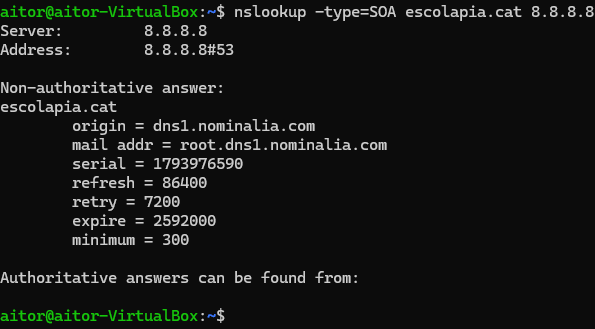 aitor@aitor-VirtualBox:~$ nslookup -type=SOA escolapia.cat 8.8.8.8
Server:         8.8.8.8
Address:        8.8.8.8#53

Non-authoritative answer:
escolapia.cat
        origin = dns1.nominalia.com
        mail addr = root.dns1.nominalia.com
        serial = 1793976590
        refresh = 86400
        retry = 7200
        expire = 2592000
        minimum = 300

Authoritative answers can be found from:

aitor@aitor-VirtualBox:~$